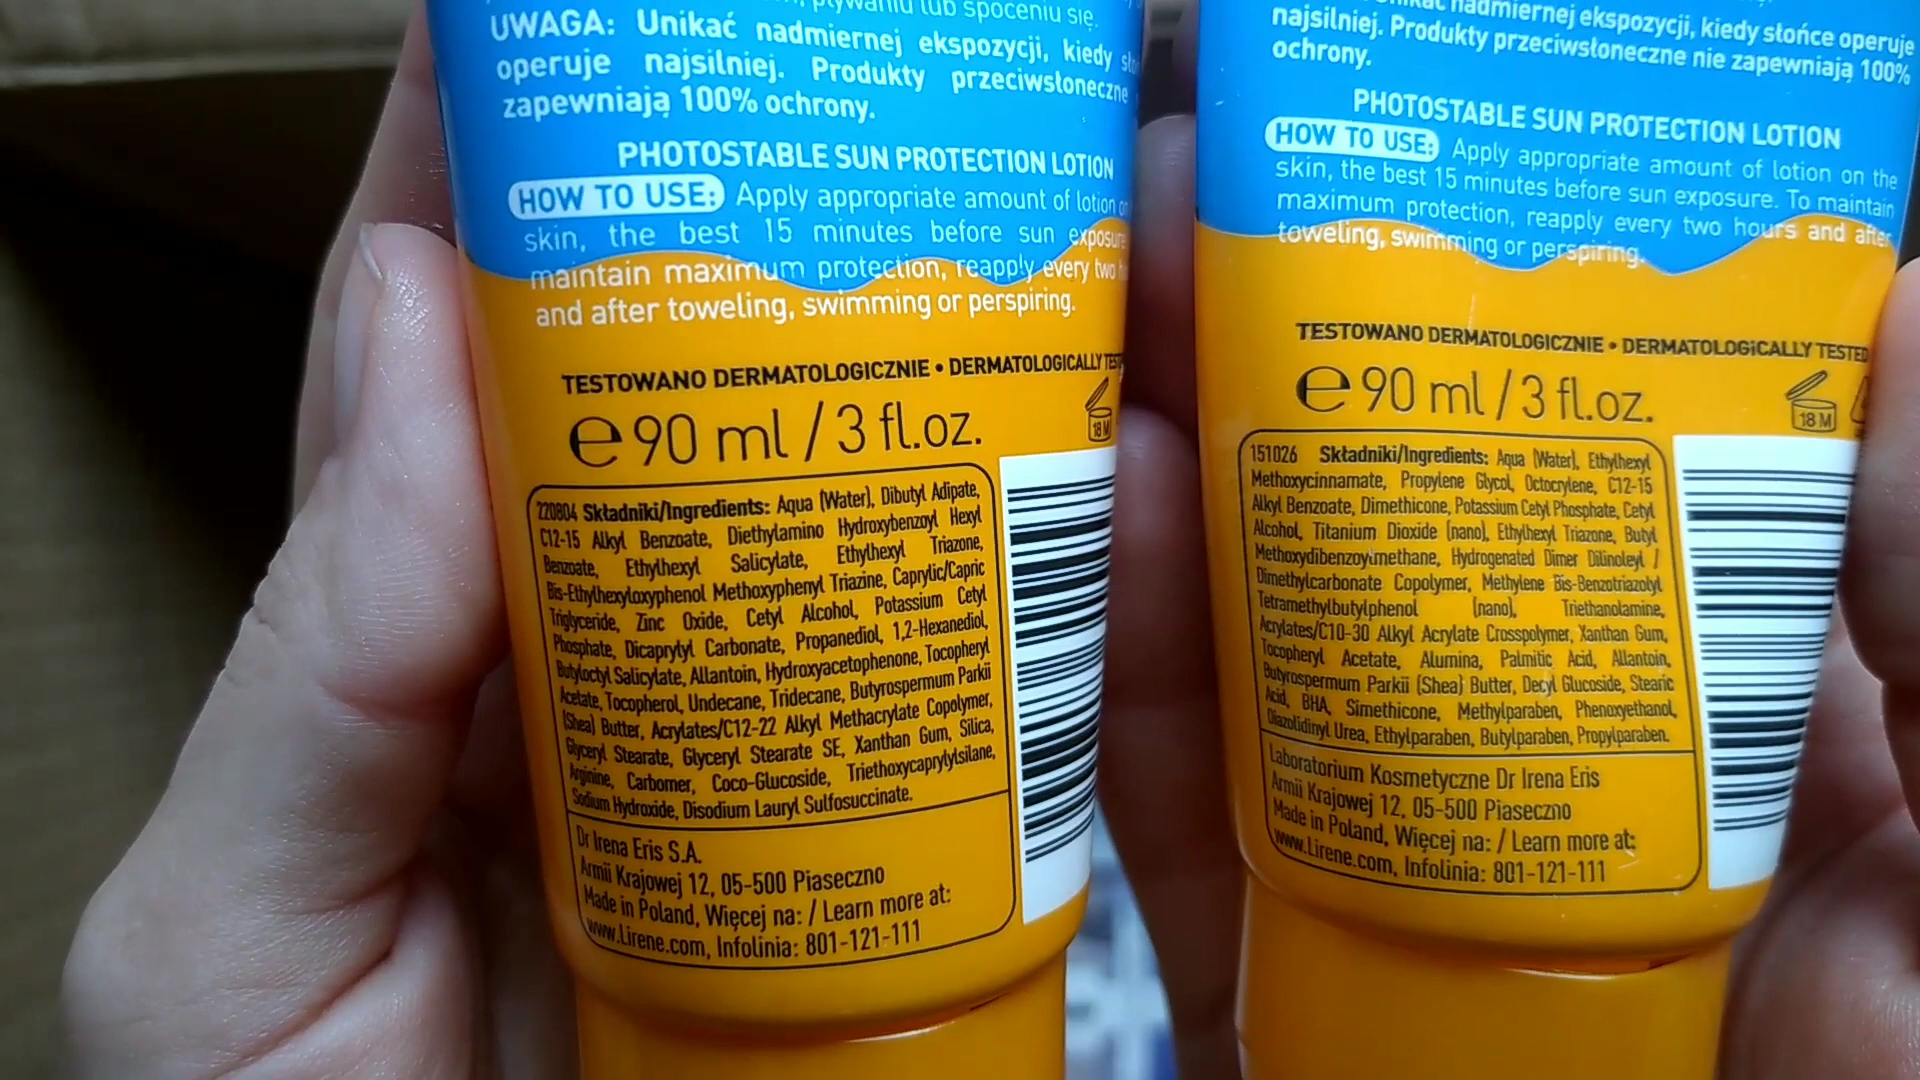 pływaniu lub spoceniu się.
UWAGA: Unikać nadmiernej ekspozycji, kiedy
operuje najsilniej. Produkty przeciwsłoneczne
zapewniają 100% ochrony.
PHOTOSTABLE SUN PROTECTION LOTION
HOW TO USE: Apply appropriate amount of lotion
skin, the best 15 minutes before sun exposure
maintain maximum protection, reapply every two
and after toweling, swimming or perspiring.
TESTOWANO DERMATOLOGICZNIE • DERMATOLOGICALLY
e 90 ml / 3 fl.oz.
18 M
220804 Składniki/Ingredients: Aqua (Water), Dibutyl Adipate,
C12-15 Alkyl Benzoate, Diethylamino Hydroxybenzoyl Hexyl
Benzoate, Ethylhexyl Salicylate, Ethylhexyl Triazone,
Bis-Ethylhexyloxyphenol Methoxyphenyl Triazine, Caprylic/Capric
Triglyceride, Zinc Oxide, Cetyl Alcohol, Potassium Cetyl
Phosphate, Dicaprylyl Carbonate, Propanediol, 1,2-Hexanediol,
Butyloctyl Salicylate, Allantoin, Hydroxyacetophenone, Tocopheryl
Acetate, Tocopherol, Undecane, Tridecane, Butyrospermum Parkii
(Shea) Butter, Acrylates/C12-22 Alkyl Methacrylate Copolymer,
Glyceryl Stearate, Glyceryl Stearate SE, Xanthan Gum, Silica,
Arginine, Carbomer, Coco-Glucoside, Triethoxycaprylylsilane,
Sodium Hydroxide, Disodium Lauryl Sulfosuccinate.
Dr Irena Eris S.A.
Armii Krajowej 12, 05-500 Piaseczno
Made in Poland, Więcej na: / Learn more at:
www.Lirene.com, Infolinia: 801-121-111
nadmiernej ekspozycji, kiedy słońce operuje
najsilniej. Produkty przeciwsłoneczne nie zapewniają 100%
ochrony.
PHOTOSTABLE SUN PROTECTION LOTION
HOW TO USE: Apply appropriate amount of lotion on the
skin, the best 15 minutes before sun exposure. To maintain
maximum protection, reapply every two hours and after
toweling, swimming or perspiring.
TESTOWANO DERMATOLOGICZNIE • DERMATOLOGICALLY TESTED
e 90 ml / 3 fl.oz.
18 M
151026 Składniki/Ingredients: Aqua (Water), Ethylhexyl
Methoxycinnamate, Propylene Glycol, Octocrylene, C12-15
Alkyl Benzoate, Dimethicone, Potassium Cetyl Phosphate, Cetyl
Alcohol, Titanium Dioxide (nano), Ethylhexyl Triazone, Butyl
Methoxydibenzoylmethane, Hydrogenated Dimer Dilinoleyl /
Dimethylcarbonate Copolymer, Methylene Bis-Benzotriazolyl
Tetramethylbutylphenol (nano), Triethanolamine,
Acrylates/C10-30 Alkyl Acrylate Crosspolymer, Xanthan Gum,
Tocopheryl Acetate, Alumina, Palmitic Acid, Allantoin,
Butyrospermum Parkii (Shea) Butter, Decyl Glucoside, Stearic
Acid, BHA, Simethicone, Methylparaben, Phenoxyethanol,
Diazolidinyl Urea, Ethylparaben, Butylparaben, Propylparaben.
Laboratorium Kosmetyczne Dr Irena Eris
Armii Krajowej 12, 05-500 Piaseczno
Made in Poland, Więcej na: / Learn more at:
www.Lirene.com, Infolinia: 801-121-111